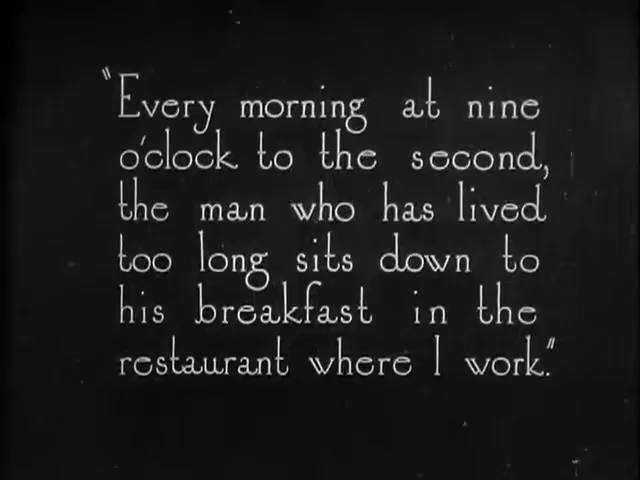 "Every morning at nine
o'clock to the second,
the man who has lived
too long sits down to
his breakfast in the
restaurant where I work."